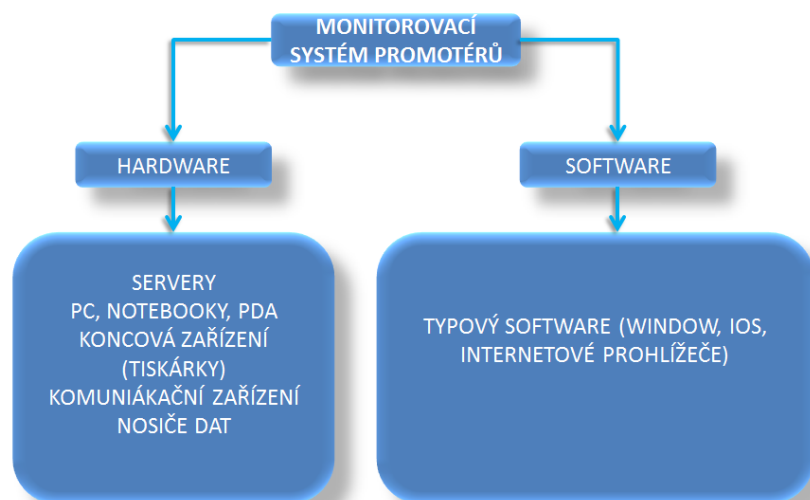 MONITOROVACÍ
SYSTÉM PROMOTÉRŮ
HARDWARE
SOFTWARE
SERVERY
PC, NOTEBOOKY, PDA
KONCOVÁ ZAŘÍZENÍ
(TISKÁRKY)
KOMUNIÁKAČNÍ ZAŘÍZENÍ
NOSIČE DAT
TYPOVÝ SOFTWARE (WINDOW, IOS,
INTERNETOVÉ PROHLÍŽEČE)